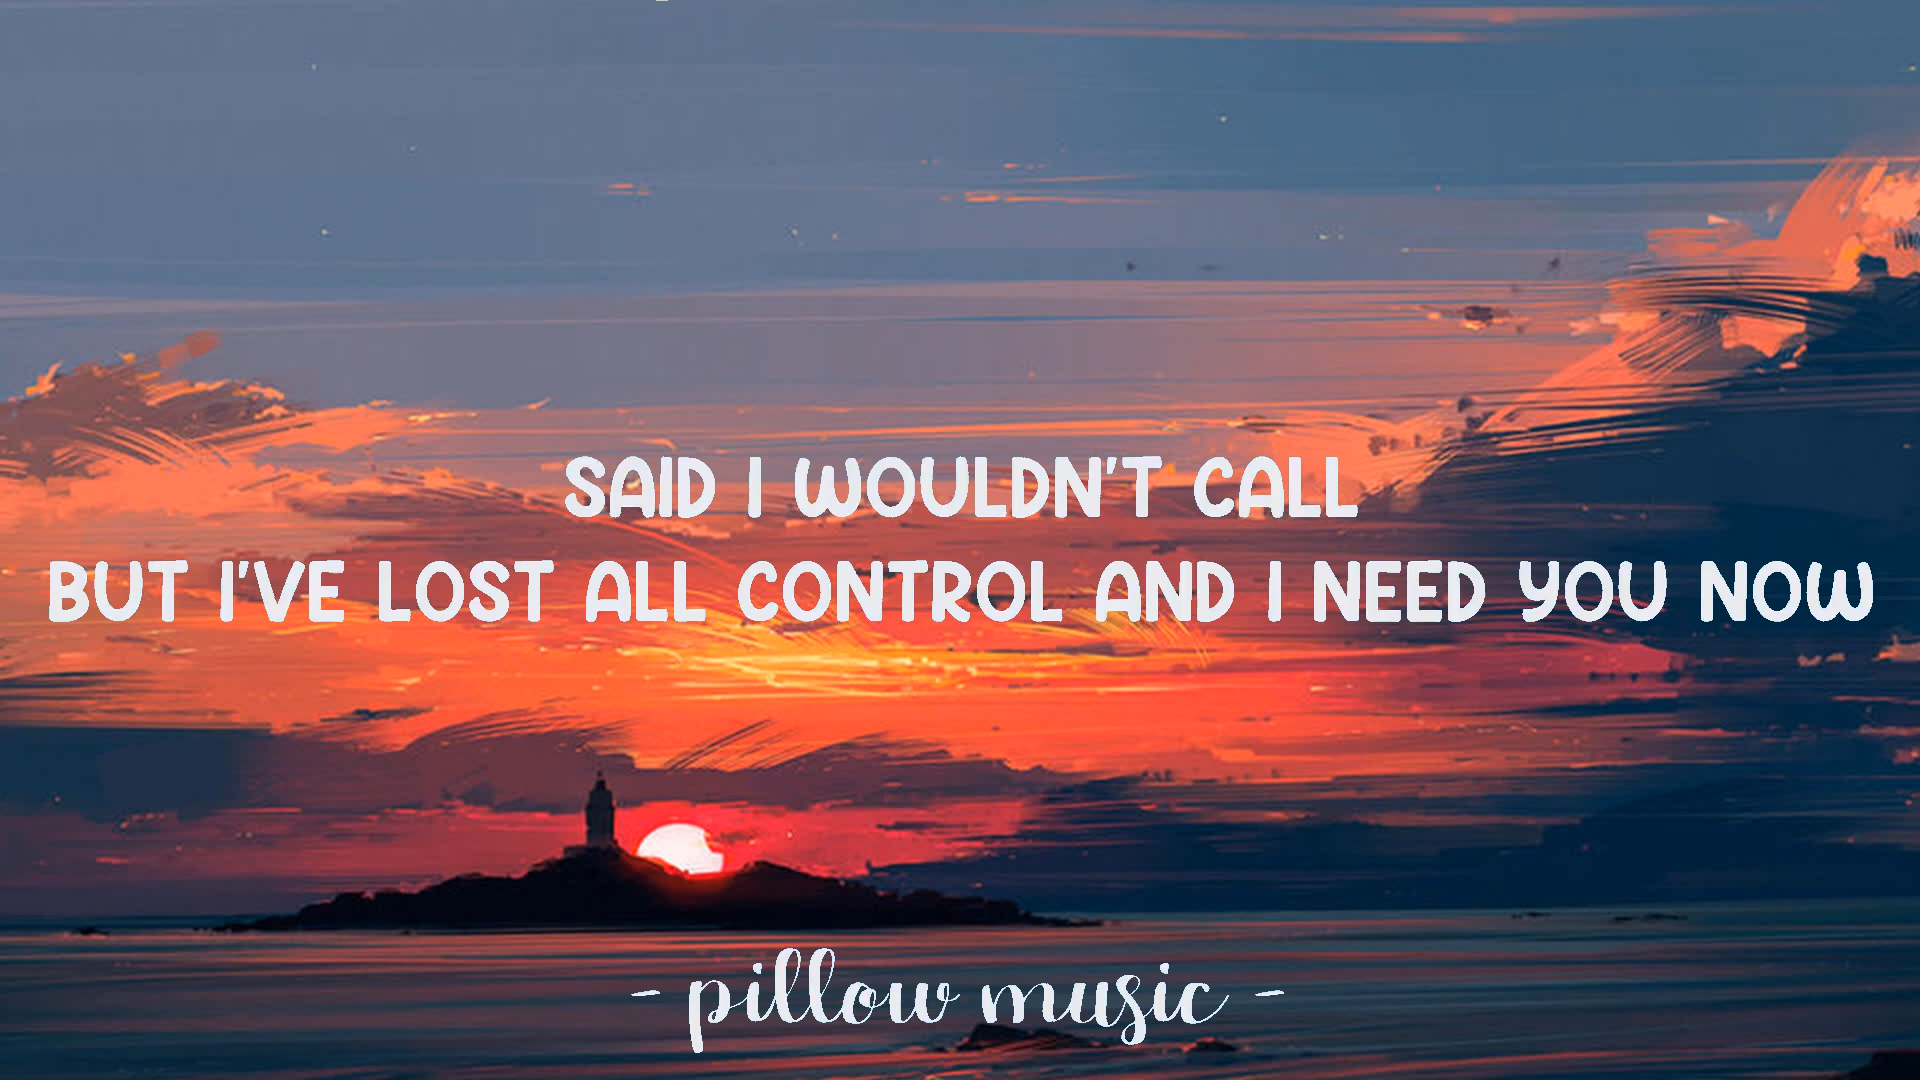 SAID I WOULDN'T CALL
BUT I'VE LOST ALL CONTROL AND I NEED YOU NOW
- pillow music -